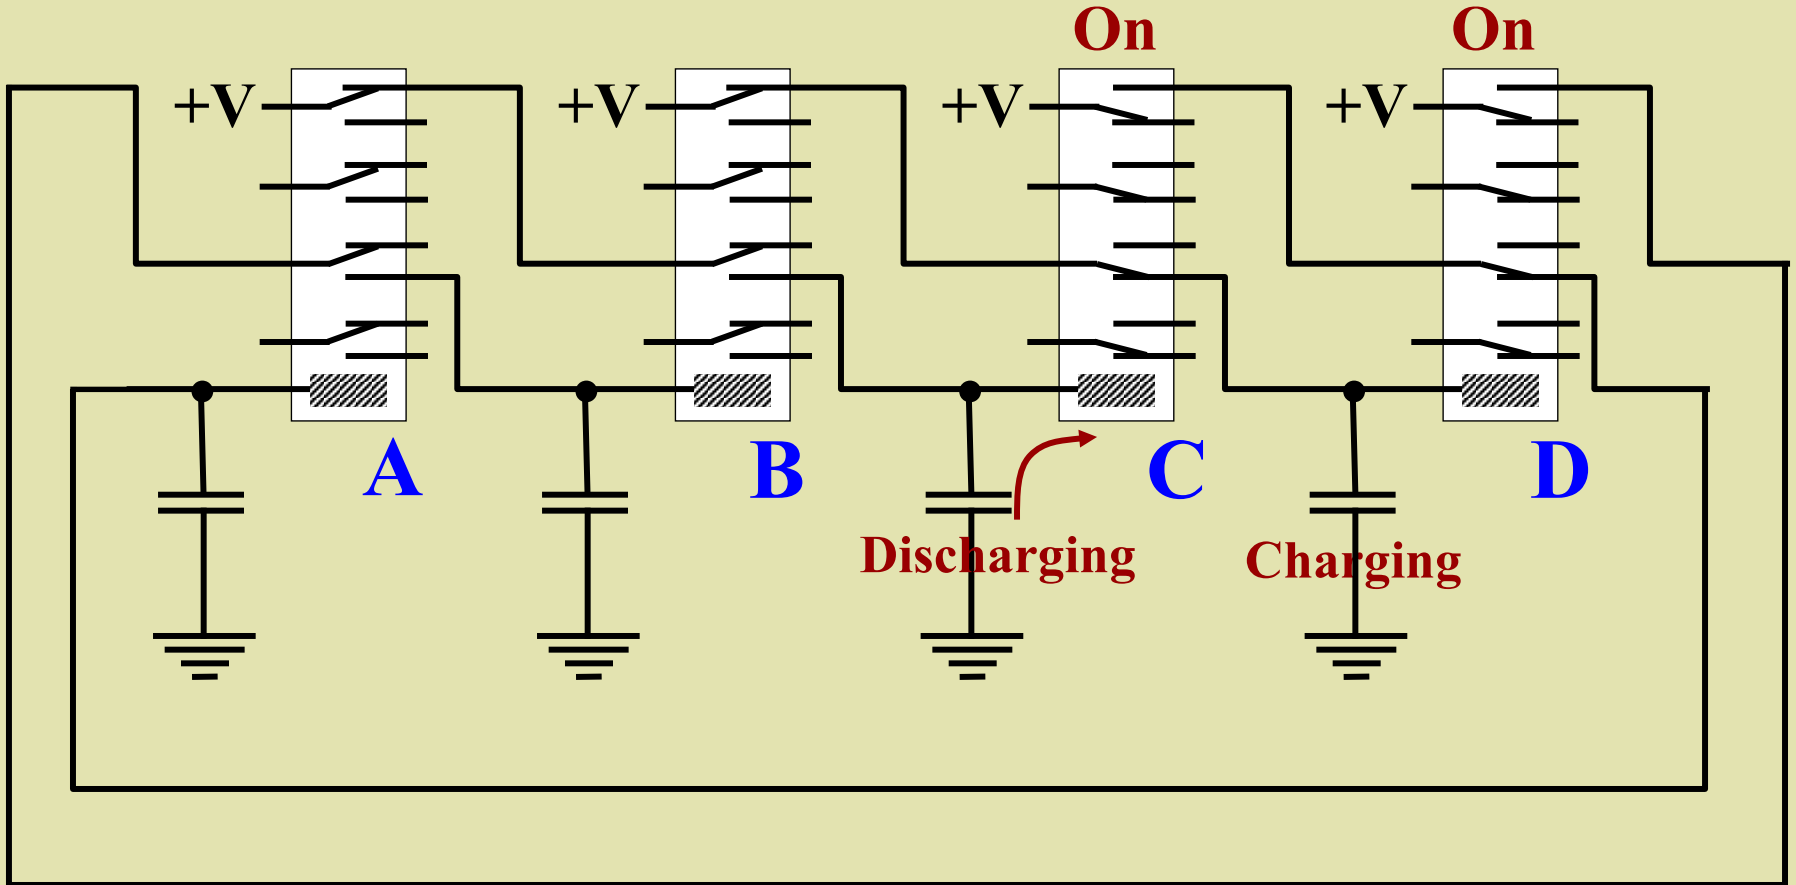 On On
+V +V +V +V
A B C D
Discharging Charging